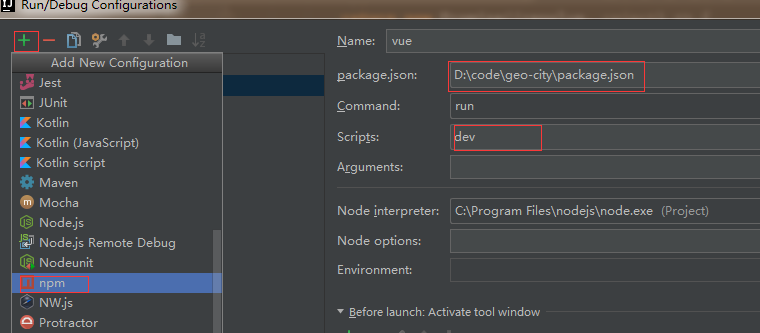 Run/Debug Configurations
Add New Configuration
Jest
JUnit
Kotlin
Kotlin (JavaScript)
Kotlin script
Maven
Mocha
Node.js
Node.js Remote Debug
Nodeunit
npm
NW.js
Protractor
Name: vue
package.json: D:\code\geo-city\package.json
Command: run
Scripts: dev
Arguments:
Node interpreter: C:\Program Files\nodejs\node.exe (Project)
Node options:
Environment:
Before launch: Activate tool window